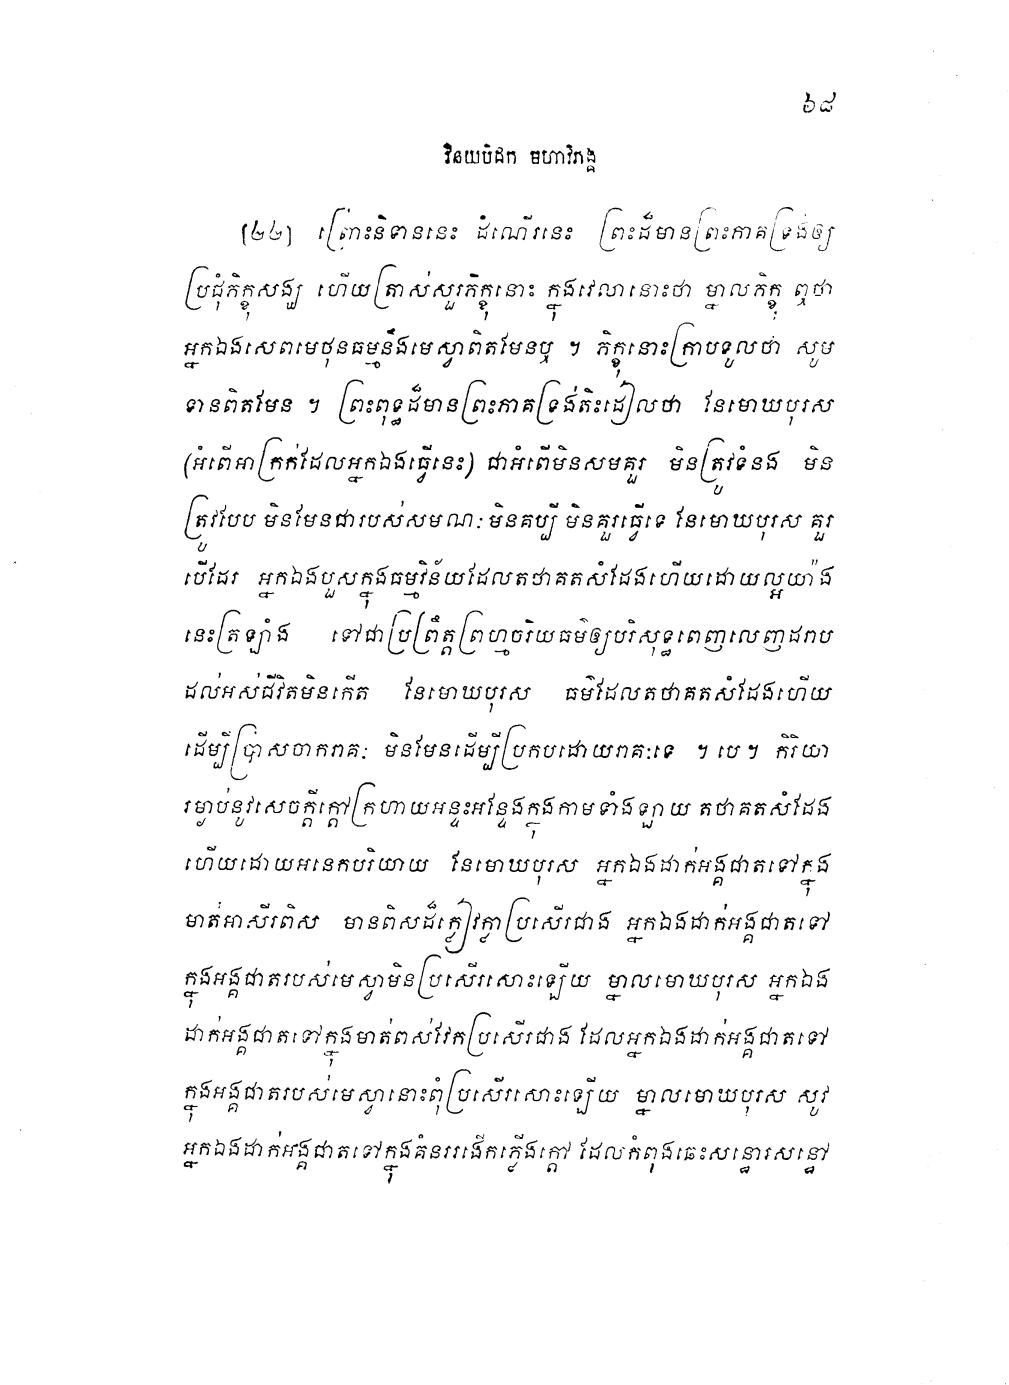 ៦៨
វិនយបិដក មហាវិភង្គ
(៤៤) ព្រោះនិទាននេះ ដំណើរនេះ ព្រះដ៏មានព្រះភាគទ្រង់ឲ្យ
ប្រជុំភិក្ខុសង្ឃ ហើយត្រាស់សួរភិក្ខុនោះ ក្នុងវេលានោះថា ម្នាលភិក្ខុ ឮថា
អ្នកឯងសេពមេថុនធម្មនឹងមេស្វាពិតមែនឬ ។ ភិក្ខុនោះក្រាបទូលថា សូម
ទានពិតមែន ។ ព្រះពុទ្ធដ៏មានព្រះភាគទ្រង់តិះដៀលថា នែមោឃបុរស
(អំពើអាក្រក់ដែលអ្នកឯងធ្វើនេះ) ជាអំពើមិនសមគួរ មិនត្រូវទំនង មិន
ត្រូវបែប មិនមែនជារបស់សមណៈ មិនគប្បី មិនគួរធ្វើទេ នែមោឃបុរស គួរ
បើដែរ អ្នកឯងបួសក្នុងធម្មវិន័យដែលតថាគតសំដែងហើយដោយល្អយ៉ាង
នេះត្រឡាំង ទៅជាប្រព្រឹត្តព្រហ្មចរិយធម៌ឲ្យបរិសុទ្ធពេញលេញដរាប
ដល់អស់ជីវិតមិនកើត នែមោឃបុរស ធម៌ដែលតថាគតសំដែងហើយ
ដើម្បីប្រាសចាករាគៈ មិនមែនដើម្បីប្រកបដោយរាគៈទេ ។ បេ ។ កិរិយា
រម្ងាប់នូវសេចក្តីក្តៅក្រហាយអន្ទះអន្ទែងក្នុងកាមទាំងឡាយ តថាគតសំដែង
ហើយដោយអនេកបរិយាយ នែមោឃបុរស អ្នកឯងដាក់អង្គជាតទៅក្នុង
មាត់អាសីរពិស មានពិសដ៏ក្លៀវក្លាប្រសើរជាង អ្នកឯងដាក់អង្គជាតទៅ
ក្នុងអង្គជាតរបស់មេស្វាមិនប្រសើរសោះឡើយ ម្នាលមោឃបុរស អ្នកឯង
ដាក់អង្គជាតទៅក្នុងមាត់ពស់វែកប្រសើរជាង ដែលអ្នកឯងដាក់អង្គជាតទៅ
ក្នុងអង្គជាតរបស់មេស្វានោះពុំប្រសើរសោះឡើយ ម្នាលមោឃបុរស សូវ
អ្នកឯងដាក់អង្គជាតទៅក្នុងគំនររងើកភ្លើងក្តៅ ដែលកំពុងឆេះសន្ធោរសន្ធៅ